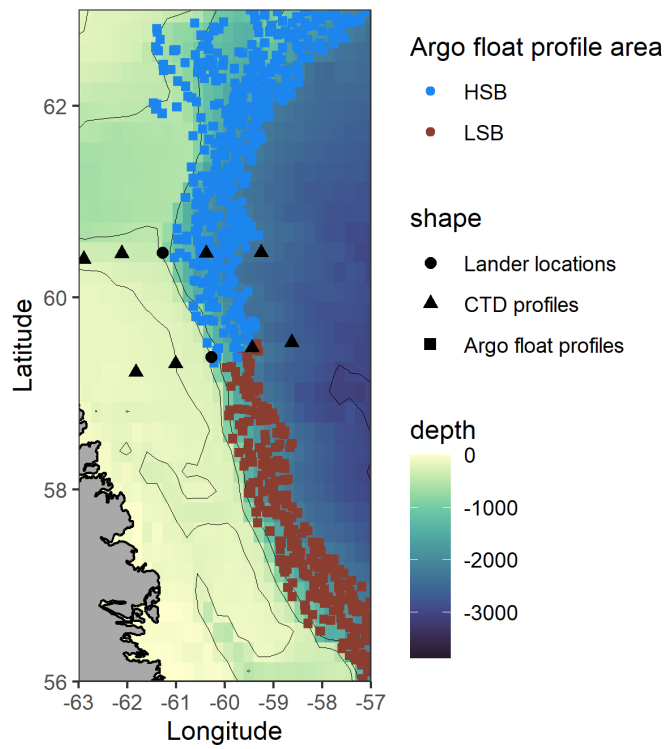 62
60
58
56
Latitude
-63 -62 -61 -60 -59 -58 -57
Longitude
Argo float profile area
HSB
LSB
shape
Lander locations
CTD profiles
Argo float profiles
depth
0
-1000
-2000
-3000